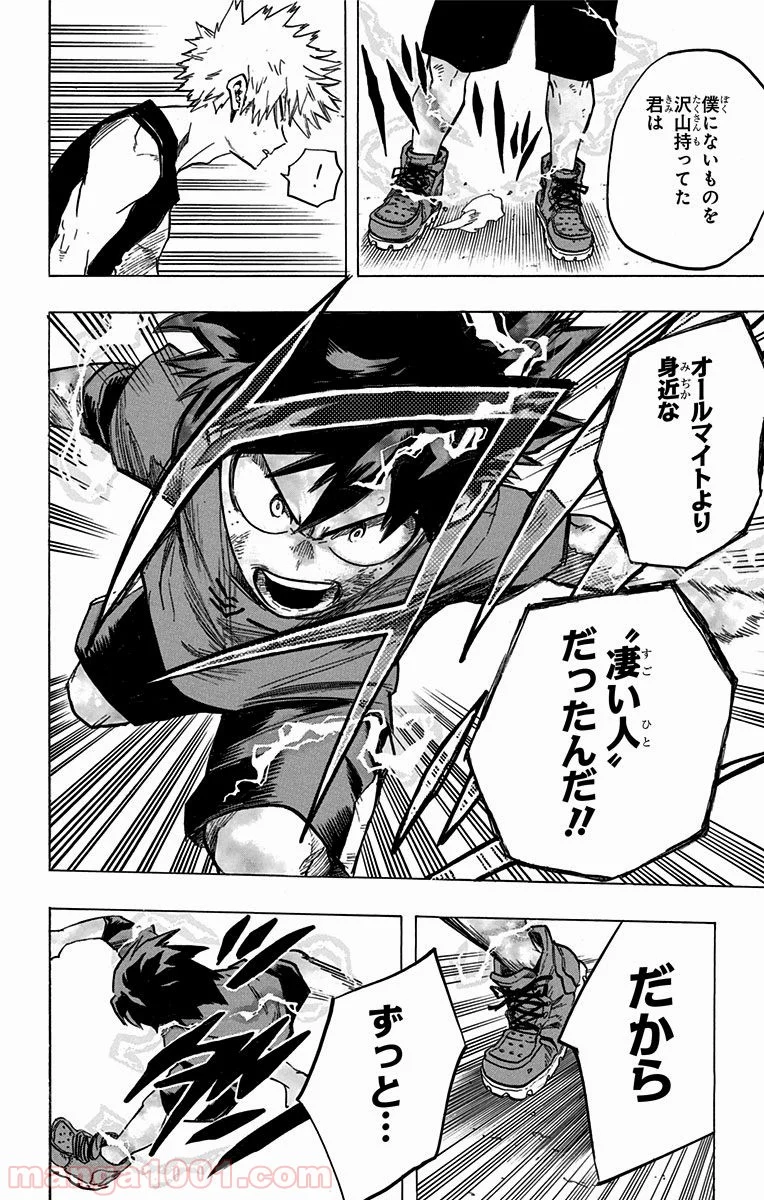 僕にないものを
沢山持ってた
君は
！
オールマイトより
身近な
〝凄い人〟
だったんだ!!
だから
ずっと…
manga1001.com